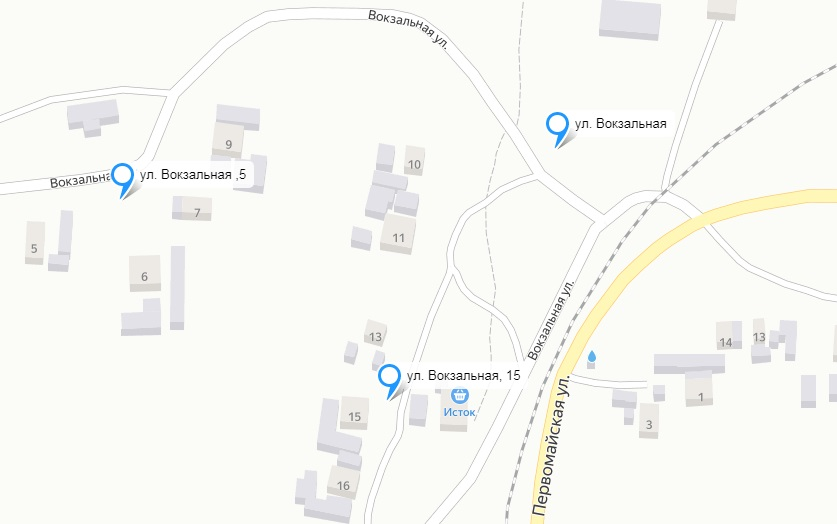 Вокзальная ул.
ул. Вокзальная
9
10
Вокзальна
ул. Вокзальная ,5
7
5
11
6
Вокзальная ул.
13
14
13
ул. Вокзальная, 15
Исток
15
1
3
Первомайская ул.
16